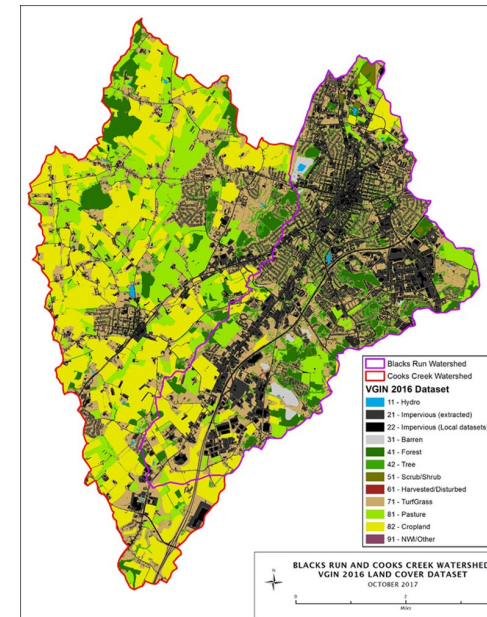 Blacks Run Watershed
Cooks Creek Watershed
VGIN 2016 Dataset
11 - Hydro
21 - Impervious (extracted)
22 - Impervious (Local datasets)
31 - Barren
41 - Forest
42 - Tree
51 - Scrub/Shrub
61 - Harvested/Disturbed
71 - TurfGrass
81 - Pasture
82 - Cropland
91 - NWI/Other
BLACKS RUN AND COOKS CREEK WATERSHED
VGIN 2016 LAND COVER DATASET
OCTOBER 2017
N
0
2
Miles